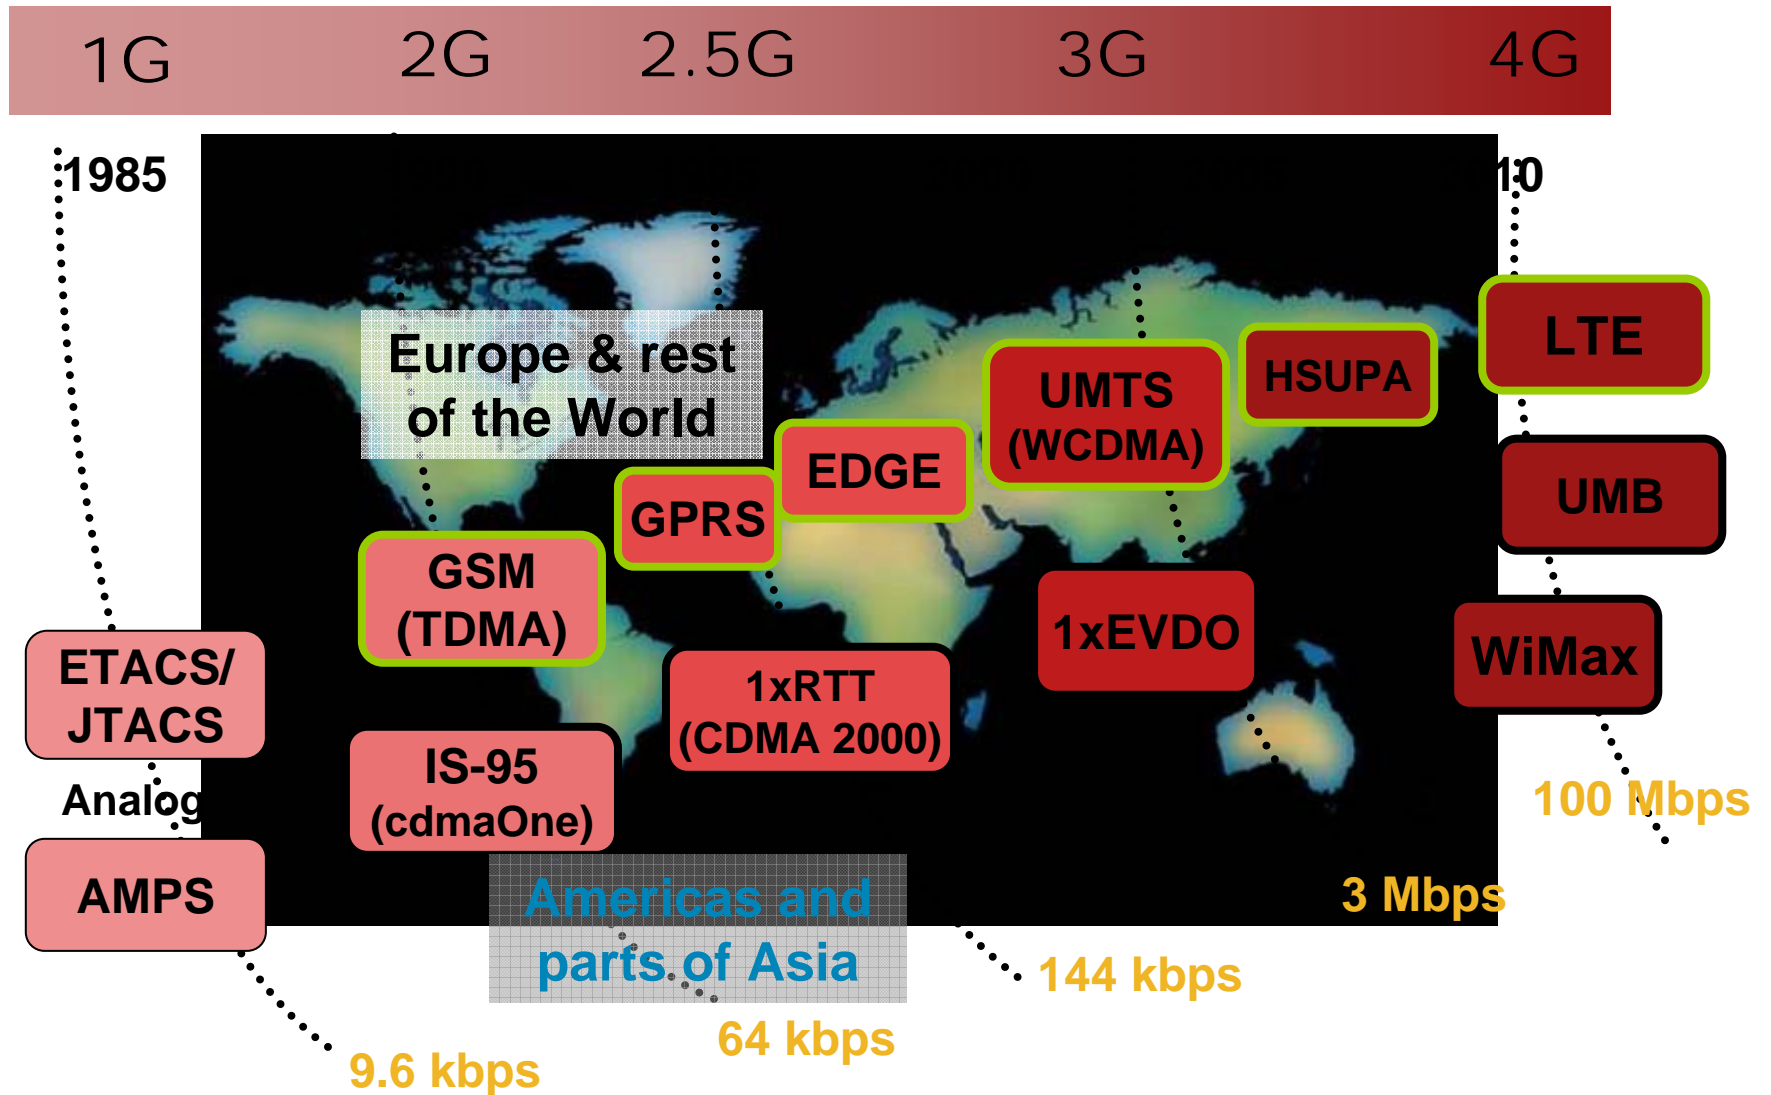 1G 2G 2.5G 3G 4G
1985
10
Europe & rest
of the World
LTE
HSUPA
UMTS
(WCDMA)
EDGE
GPRS
UMB
GSM
(TDMA)
1xEVDO
WiMax
ETACS/
JTACS
1xRTT
(CDMA 2000)
IS-95
(cdmaOne)
Analog
AMPS
100 Mbps
Americas and
parts of Asia
3 Mbps
144 kbps
64 kbps
9.6 kbps